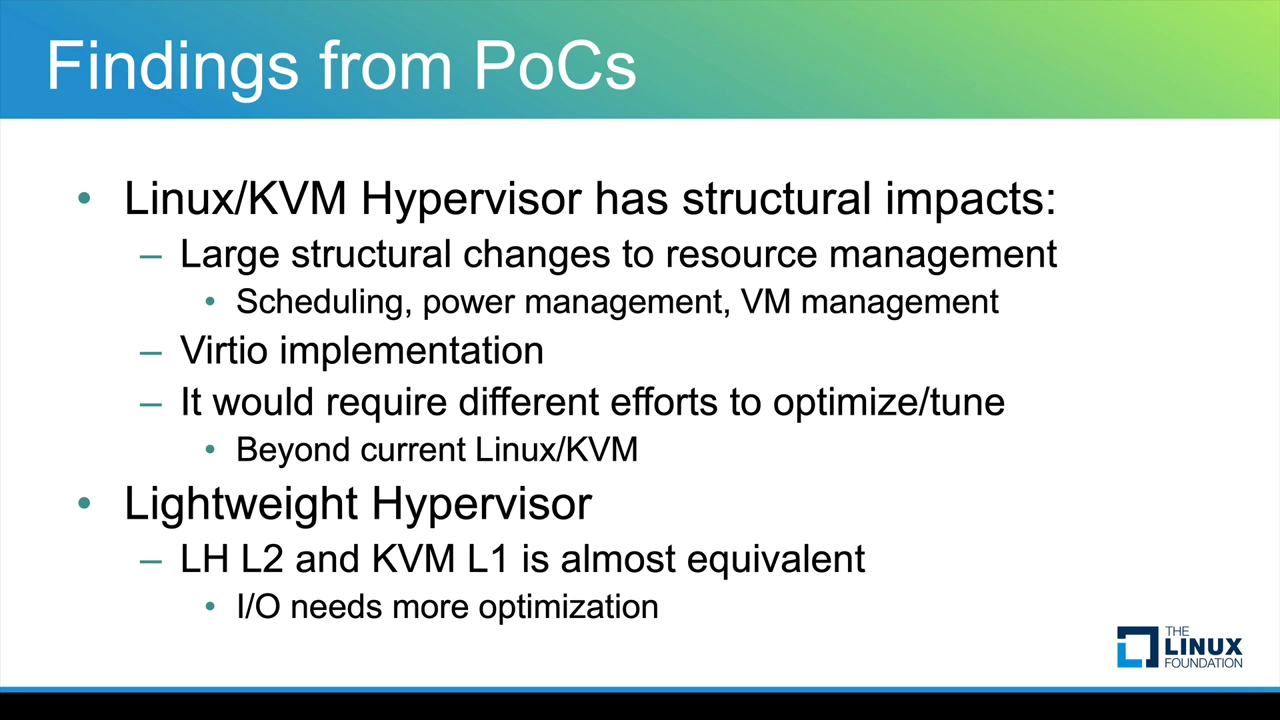 Findings from PoCs
• Linux/KVM Hypervisor has structural impacts:
– Large structural changes to resource management
• Scheduling, power management, VM management
– Virtio implementation
– It would require different efforts to optimize/tune
• Beyond current Linux/KVM
• Lightweight Hypervisor
– LH L2 and KVM L1 is almost equivalent
• I/O needs more optimization
THE
LINUX
FOUNDATION